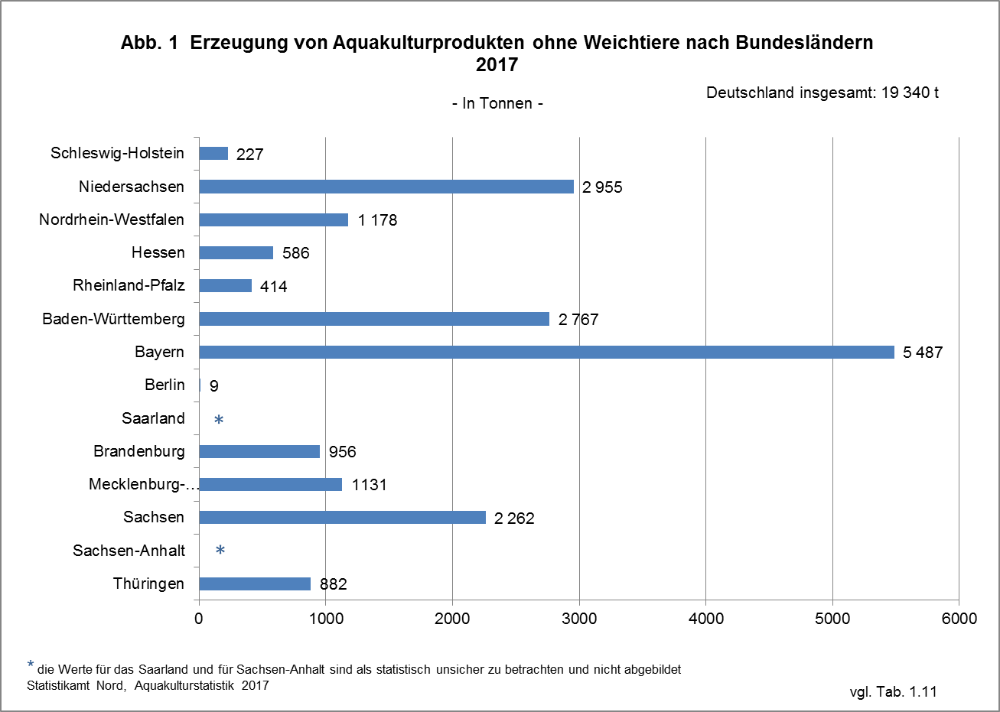 Abb. 1  Erzeugung von Aquakulturprodukten ohne Weichtiere nach Bundesländern
2017
- In Tonnen -
Deutschland insgesamt: 19 340 t
Schleswig-Holstein 227
Niedersachsen 2 955
Nordrhein-Westfalen 1 178
Hessen 586
Rheinland-Pfalz 414
Baden-Württemberg 2 767
Bayern 5 487
Berlin 9
Saarland *
Brandenburg 956
Mecklenburg-… 1131
Sachsen 2 262
Sachsen-Anhalt *
Thüringen 882
0 1000 2000 3000 4000 5000 6000
* die Werte für das Saarland und für Sachsen-Anhalt sind als statistisch unsicher zu betrachten und nicht abgebildet
Statistikamt Nord, Aquakulturstatistik 2017
vgl. Tab. 1.11